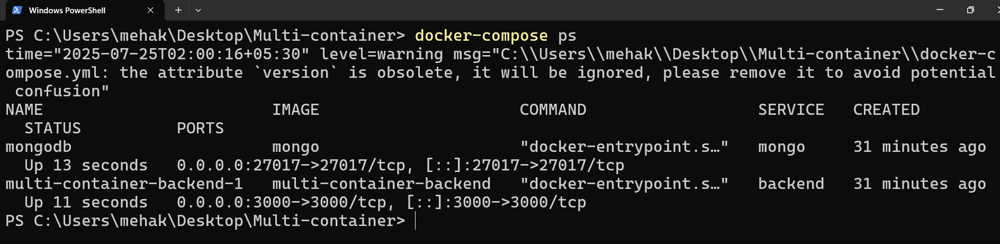 Windows PowerShell
PS C:\Users\mehak\Desktop\Multi-container> docker-compose ps
time="2025-07-25T02:00:16+05:30" level=warning msg="C:\\Users\\mehak\\Desktop\\Multi-container\\docker-c
ompose.yml: the attribute `version` is obsolete, it will be ignored, please remove it to avoid potential
 confusion"
NAME                        IMAGE                     COMMAND                  SERVICE   CREATED
  STATUS          PORTS
mongodb                     mongo                     "docker-entrypoint.s…"   mongo     31 minutes ago
  Up 13 seconds   0.0.0.0:27017->27017/tcp, [::]:27017->27017/tcp
multi-container-backend-1   multi-container-backend   "docker-entrypoint.s…"   backend   31 minutes ago
  Up 11 seconds   0.0.0.0:3000->3000/tcp, [::]:3000->3000/tcp
PS C:\Users\mehak\Desktop\Multi-container>